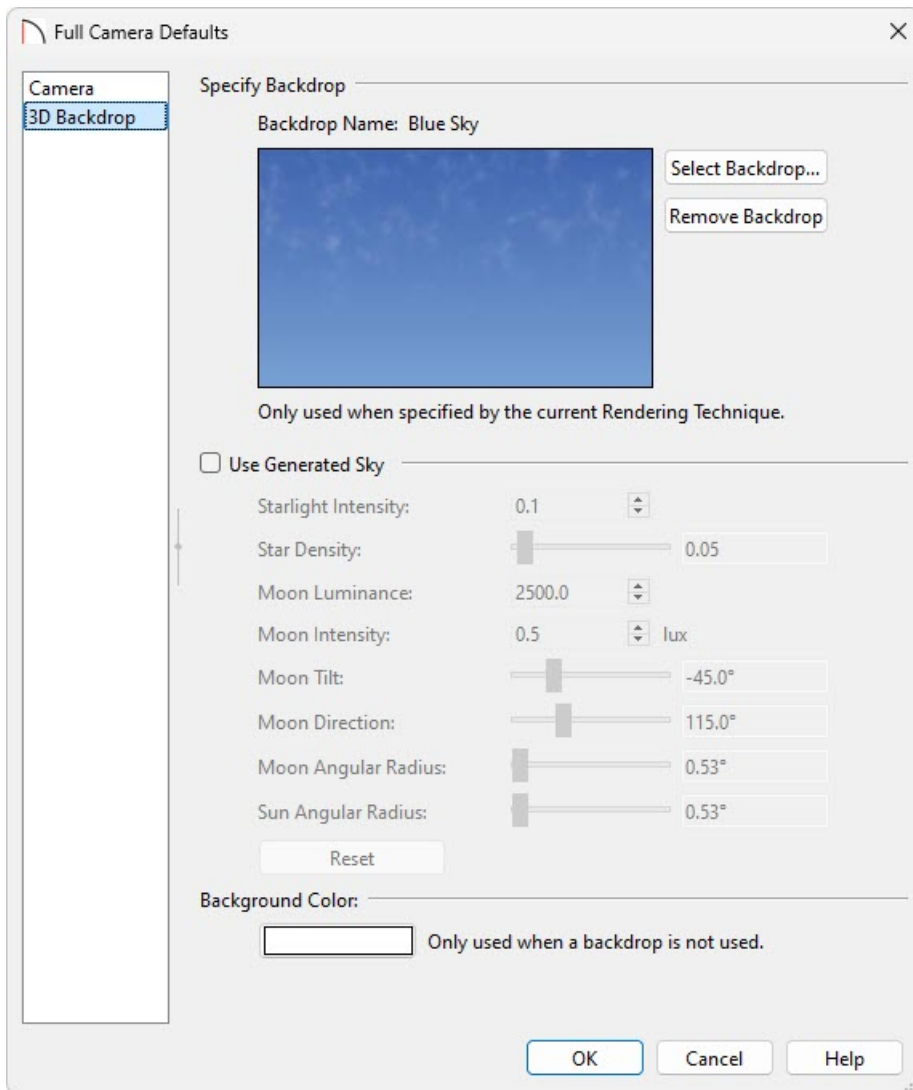 Full Camera Defaults
Camera
3D Backdrop
Specify Backdrop
Backdrop Name: Blue Sky
Select Backdrop...
Remove Backdrop
Only used when specified by the current Rendering Technique.
Use Generated Sky
Starlight Intensity: 0.1
Star Density: 0.05
Moon Luminance: 2500.0
Moon Intensity: 0.5 lux
Moon Tilt: -45.0°
Moon Direction: 115.0°
Moon Angular Radius: 0.53°
Sun Angular Radius: 0.53°
Reset
Background Color:
Only used when a backdrop is not used.
OK Cancel Help